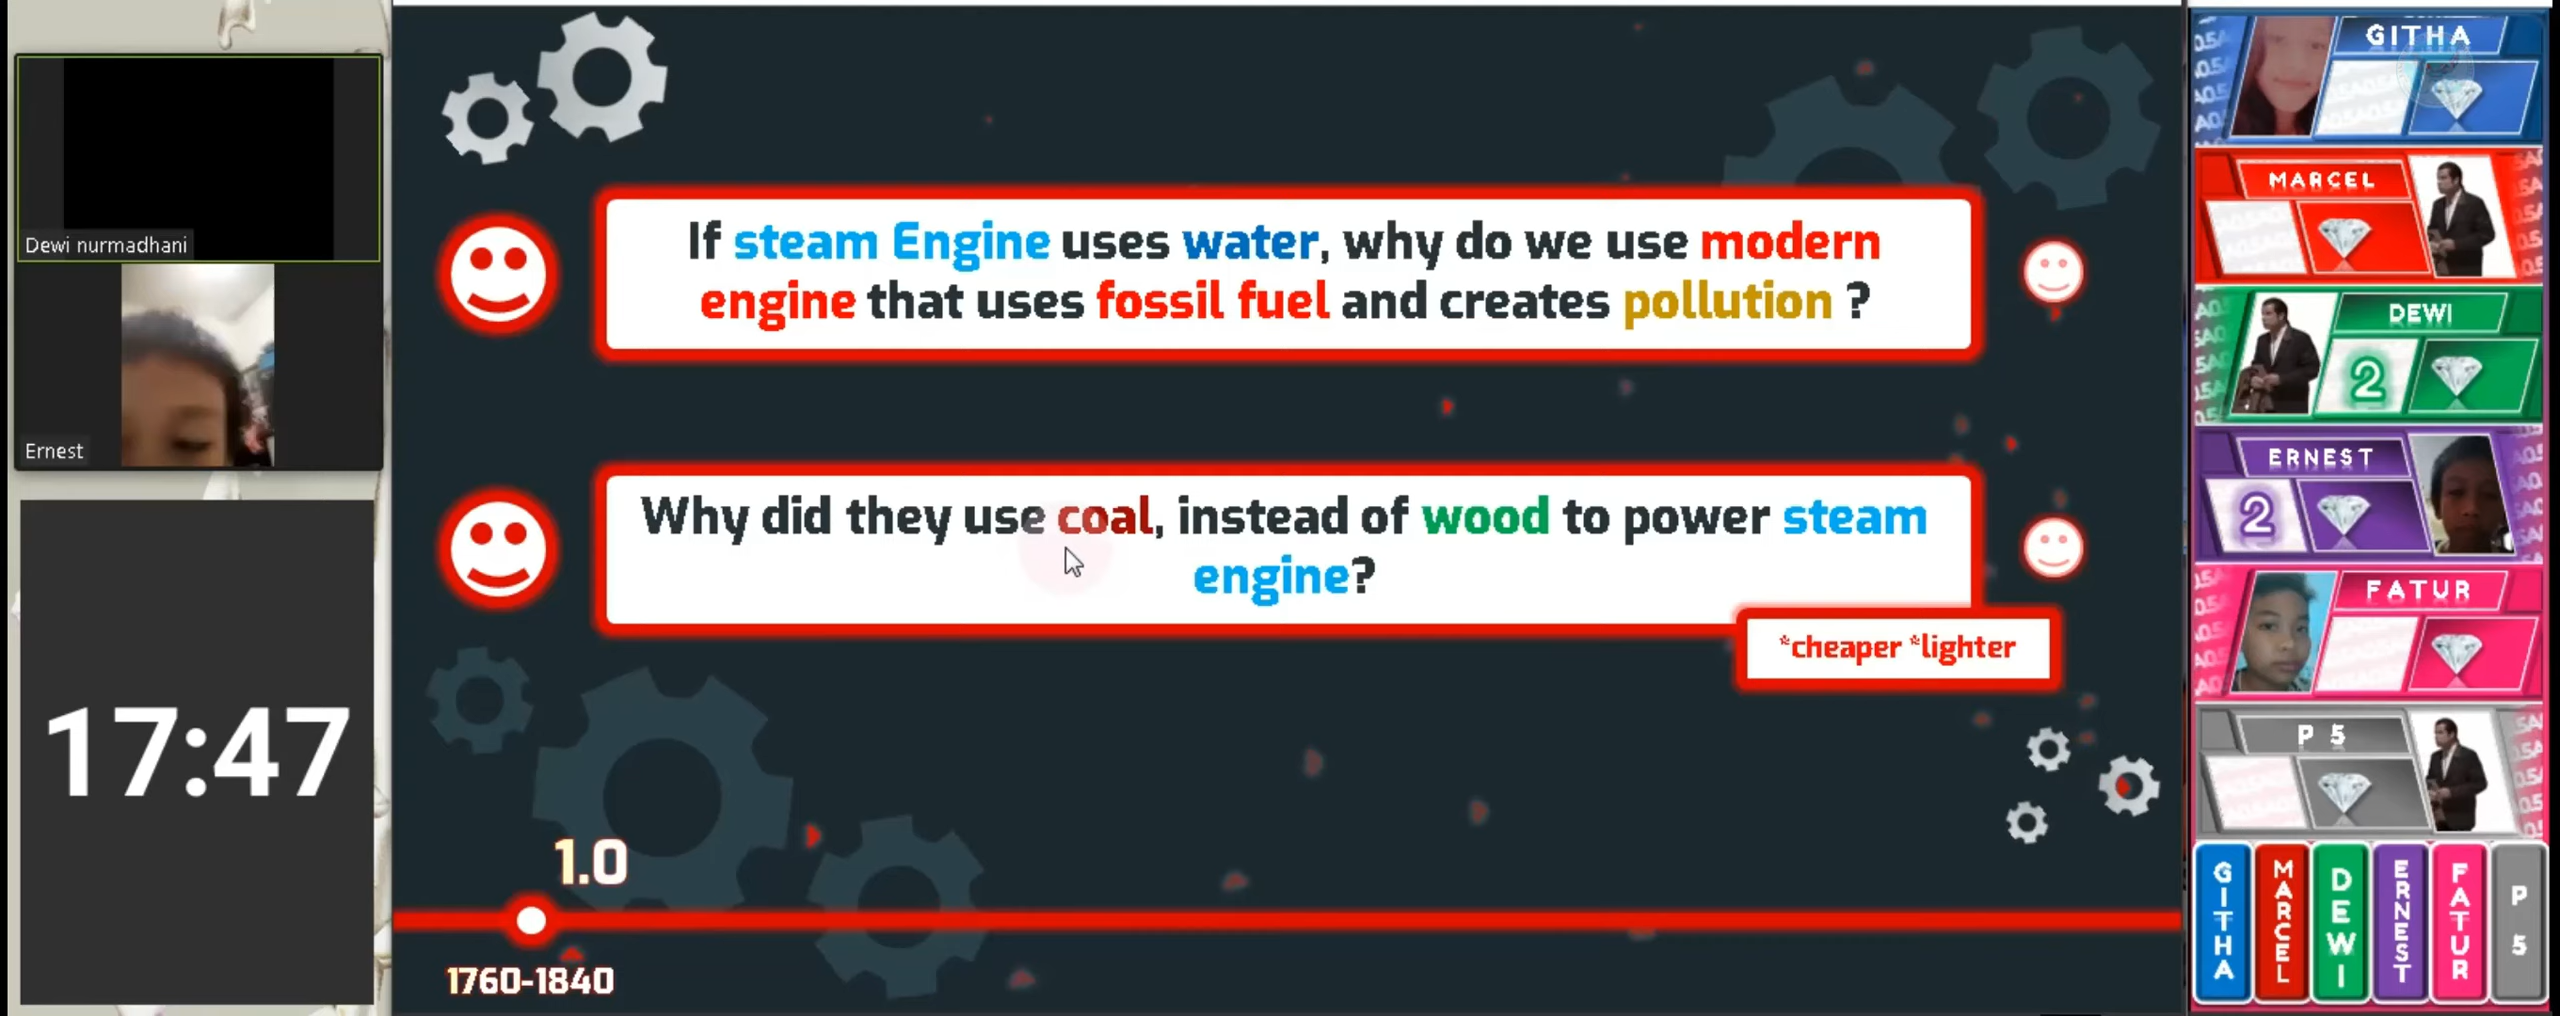 Dewi nurmadhani
Ernest
17:47
If steam Engine uses water, why do we use modern
engine that uses fossil fuel and creates pollution ?
Why did they use coal, instead of wood to power steam
engine?
*cheaper *lighter
1.0
1760-1840
GITHA
MARCEL
DEWI
2
ERNEST
2
FATUR
P 5
GITHA
MARCEL
DEWI
ERNEST
FATUR
P 5